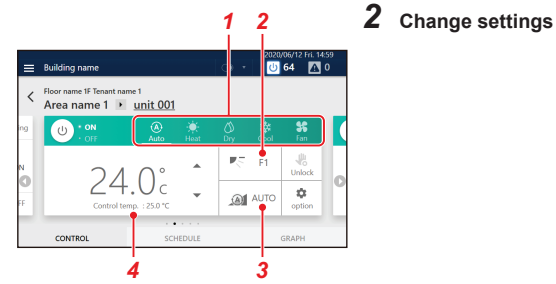 1 2
2 Change settings
2020/06/12 Fri. 14:59
Building name
64 0
Floor name 1F Tenant name 1
Area name 1 unit 001
ing
ON
OFF
A
Auto Heat Dry Cool Fan
N
FF
24.0°c
Control temp. : 25.0 °C
F1
Unlock
A AUTO
option
CONTROL SCHEDULE GRAPH
4 3